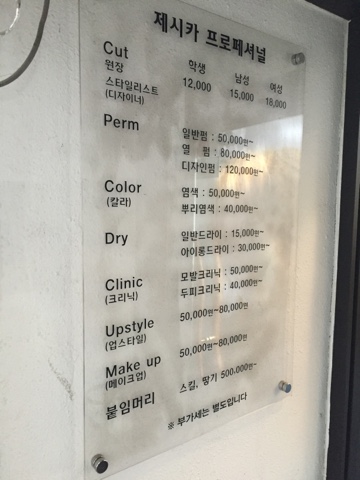 제시카 프로페셔널
Cut
원장 학생 남성 여성
스타일리스트 12,000 15,000 18,000
(디자이너)
Perm
일반펌 : 50,000원~
열 펌 : 80,000원~
디자인펌 : 120,000원~
Color 염색 : 50,000원~
(칼라) 뿌리염색 : 40,000원~
Dry 일반드라이 : 15,000원~
아이롱드라이 : 30,000원~
Clinic 모발크리닉 : 50,000원~
(크리닉) 두피크리닉 : 40,000원~
Upstyle 50,000원~80,000원
(업스타일)
Make up 50,000원~80,000원
(메이크업)
붙임머리 스킬, 땋기 500,000원~
※ 부가세는 별도입니다